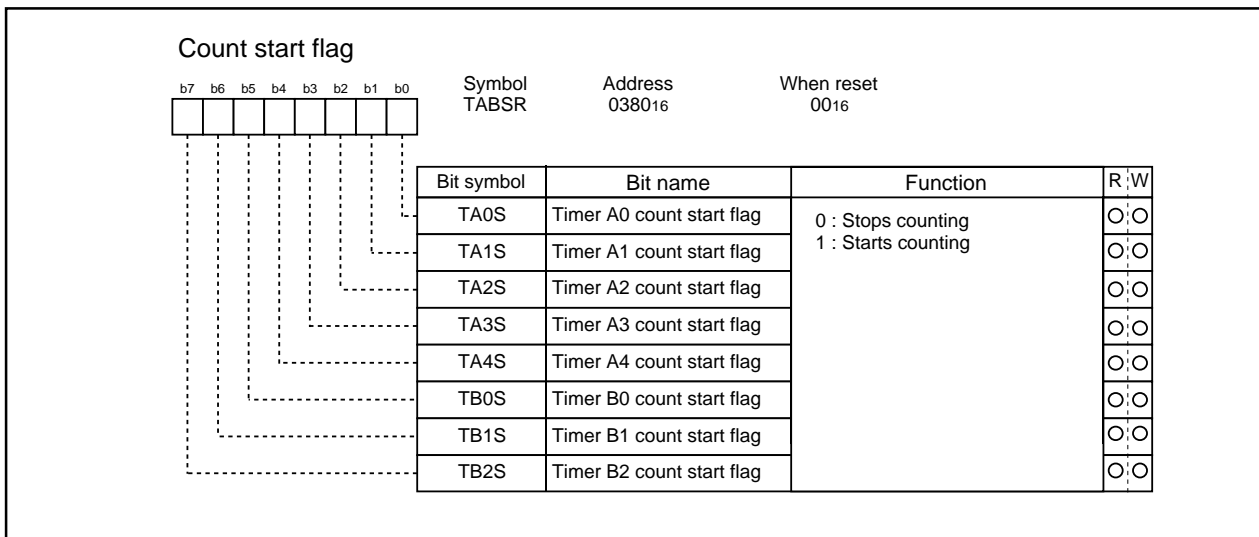 Count start flag
b7 b6 b5 b4 b3 b2 b1 b0
Symbol Address When reset
TABSR 038016 0016
Bit symbol Bit name Function R W
TA0S Timer A0 count start flag 0 : Stops counting
TA1S Timer A1 count start flag 1 : Starts counting
TA2S Timer A2 count start flag
TA3S Timer A3 count start flag
TA4S Timer A4 count start flag
TB0S Timer B0 count start flag
TB1S Timer B1 count start flag
TB2S Timer B2 count start flag